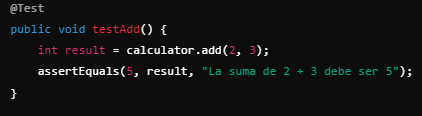 @Test
public void testAdd() {
    int result = calculator.add(2, 3);
    assertEquals(5, result, "La suma de 2 + 3 debe ser 5");
}